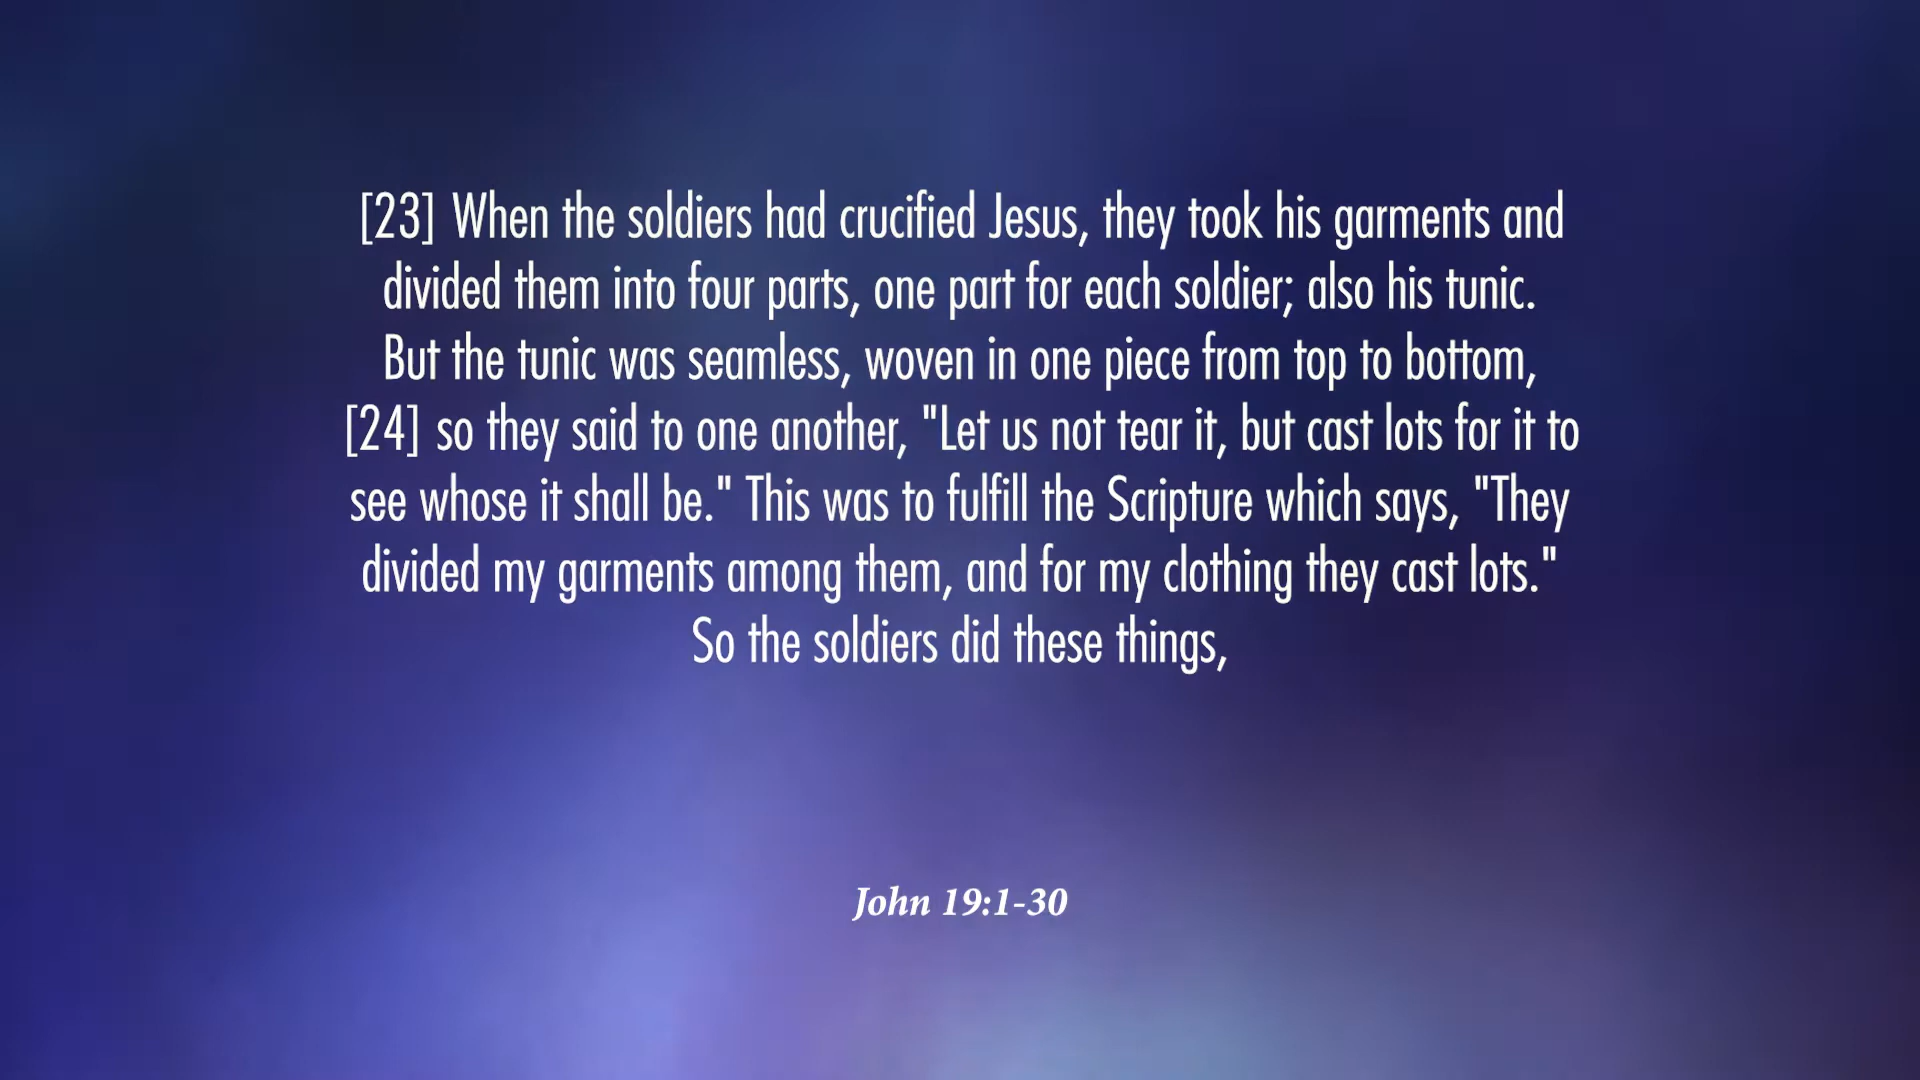 [23] When the soldiers had crucified Jesus, they took his garments and
divided them into four parts, one part for each soldier; also his tunic.
But the tunic was seamless, woven in one piece from top to bottom,
[24] so they said to one another, "Let us not tear it, but cast lots for it to
see whose it shall be." This was to fulfill the Scripture which says, "They
divided my garments among them, and for my clothing they cast lots."
So the soldiers did these things,
John 19:1-30